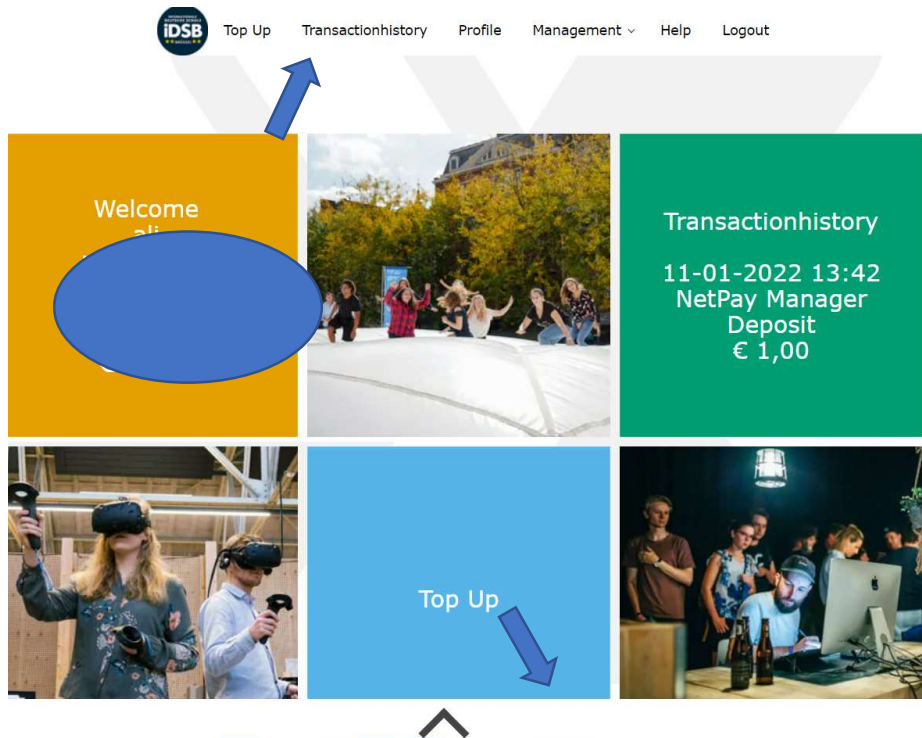 iDSB
Top Up Transactionhistory Profile Management Help Logout
Welcome
Transactionhistory
11-01-2022 13:42
NetPay Manager
Deposit
€ 1,00
Top Up